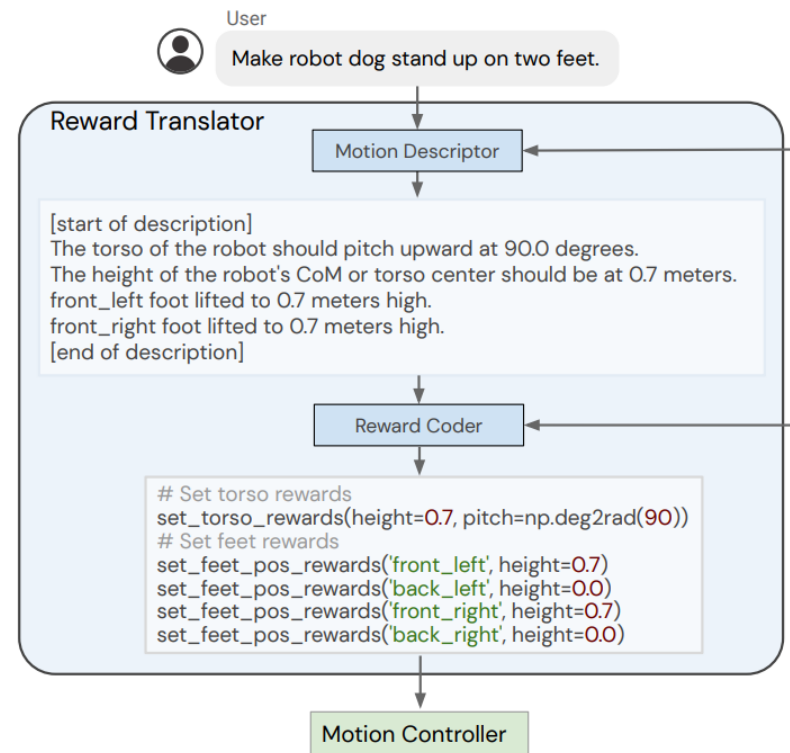 User
Make robot dog stand up on two feet.
Reward Translator
Motion Descriptor
[start of description]
The torso of the robot should pitch upward at 90.0 degrees.
The height of the robot's CoM or torso center should be at 0.7 meters.
front_left foot lifted to 0.7 meters high.
front_right foot lifted to 0.7 meters high.
[end of description]
Reward Coder
# Set torso rewards
set_torso_rewards(height=0.7, pitch=np.deg2rad(90))
# Set feet rewards
set_feet_pos_rewards('front_left', height=0.7)
set_feet_pos_rewards('back_left', height=0.0)
set_feet_pos_rewards('front_right', height=0.7)
set_feet_pos_rewards('back_right', height=0.0)
Motion Controller